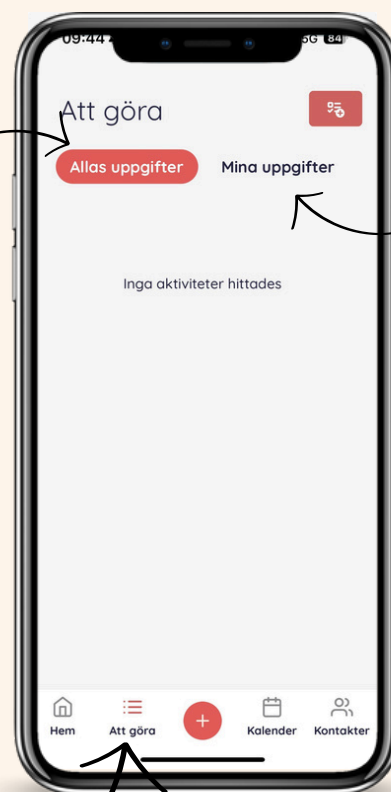 09:44
5G 84
Att göra
Allas uppgifter
Mina uppgifter
Inga aktiviteter hittades
Hem
Att göra
Kalender
Kontakter